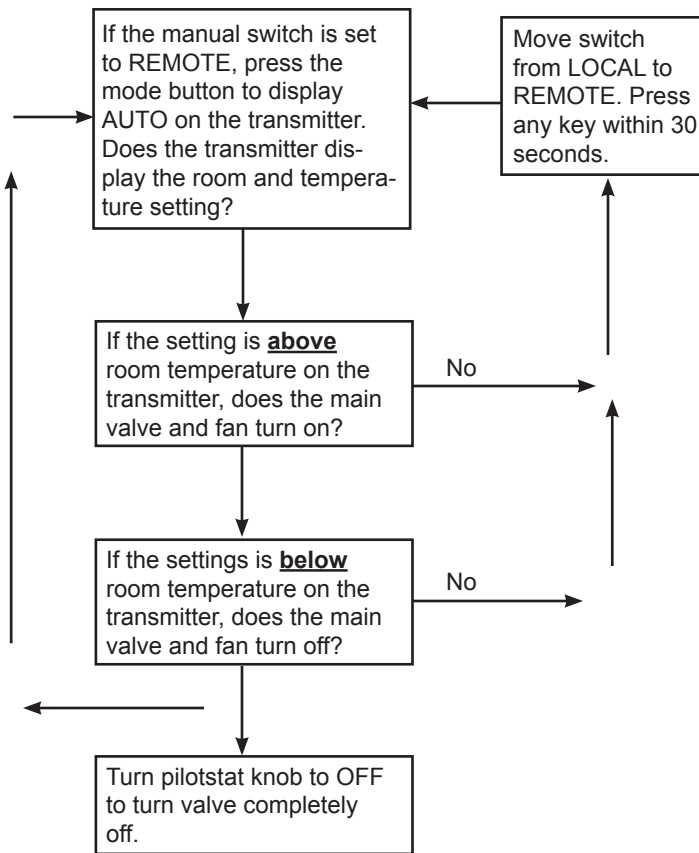 If the manual switch is set
to REMOTE, press the
mode button to display
AUTO on the transmitter.
Does the transmitter dis-
play the room and tempera-
ture setting?
Move switch
from LOCAL to
REMOTE. Press
any key within 30
seconds.
If the setting is above
room temperature on the
transmitter, does the main
valve and fan turn on?
No
If the settings is below
room temperature on the
transmitter, does the main
valve and fan turn off?
No
Turn pilotstat knob to OFF
to turn valve completely
off.